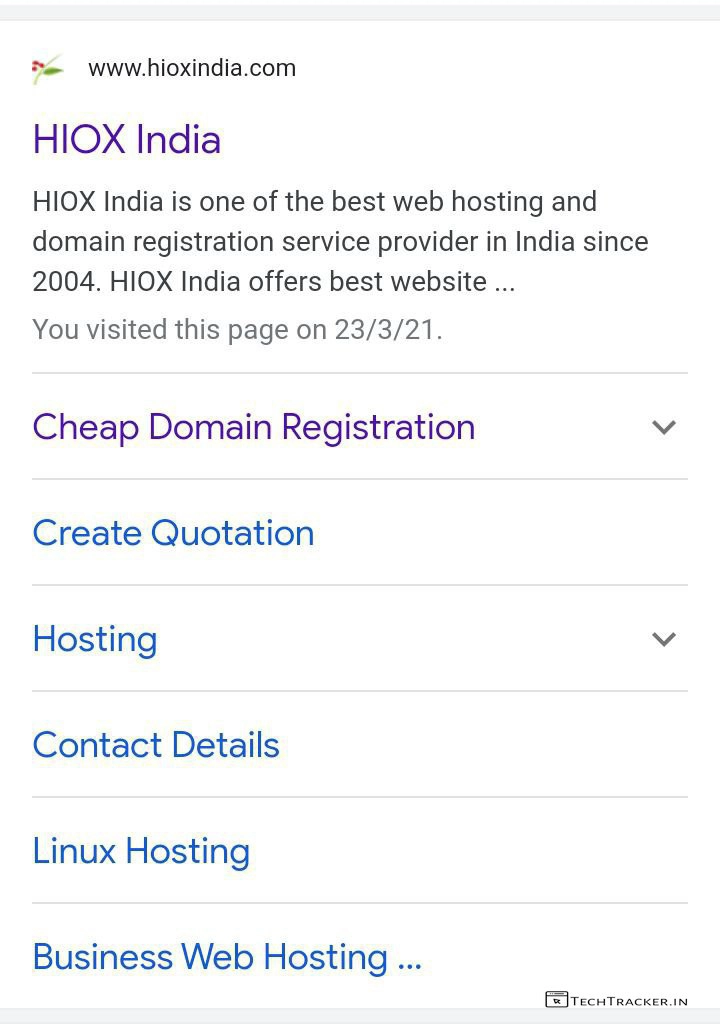 www.hioxindia.com
HIOX India
HIOX India is one of the best web hosting and
domain registration service provider in India since
2004. HIOX India offers best website ...
You visited this page on 23/3/21.
Cheap Domain Registration
Create Quotation
Hosting
Contact Details
Linux Hosting
Business Web Hosting ...
TECHTRACKER.IN